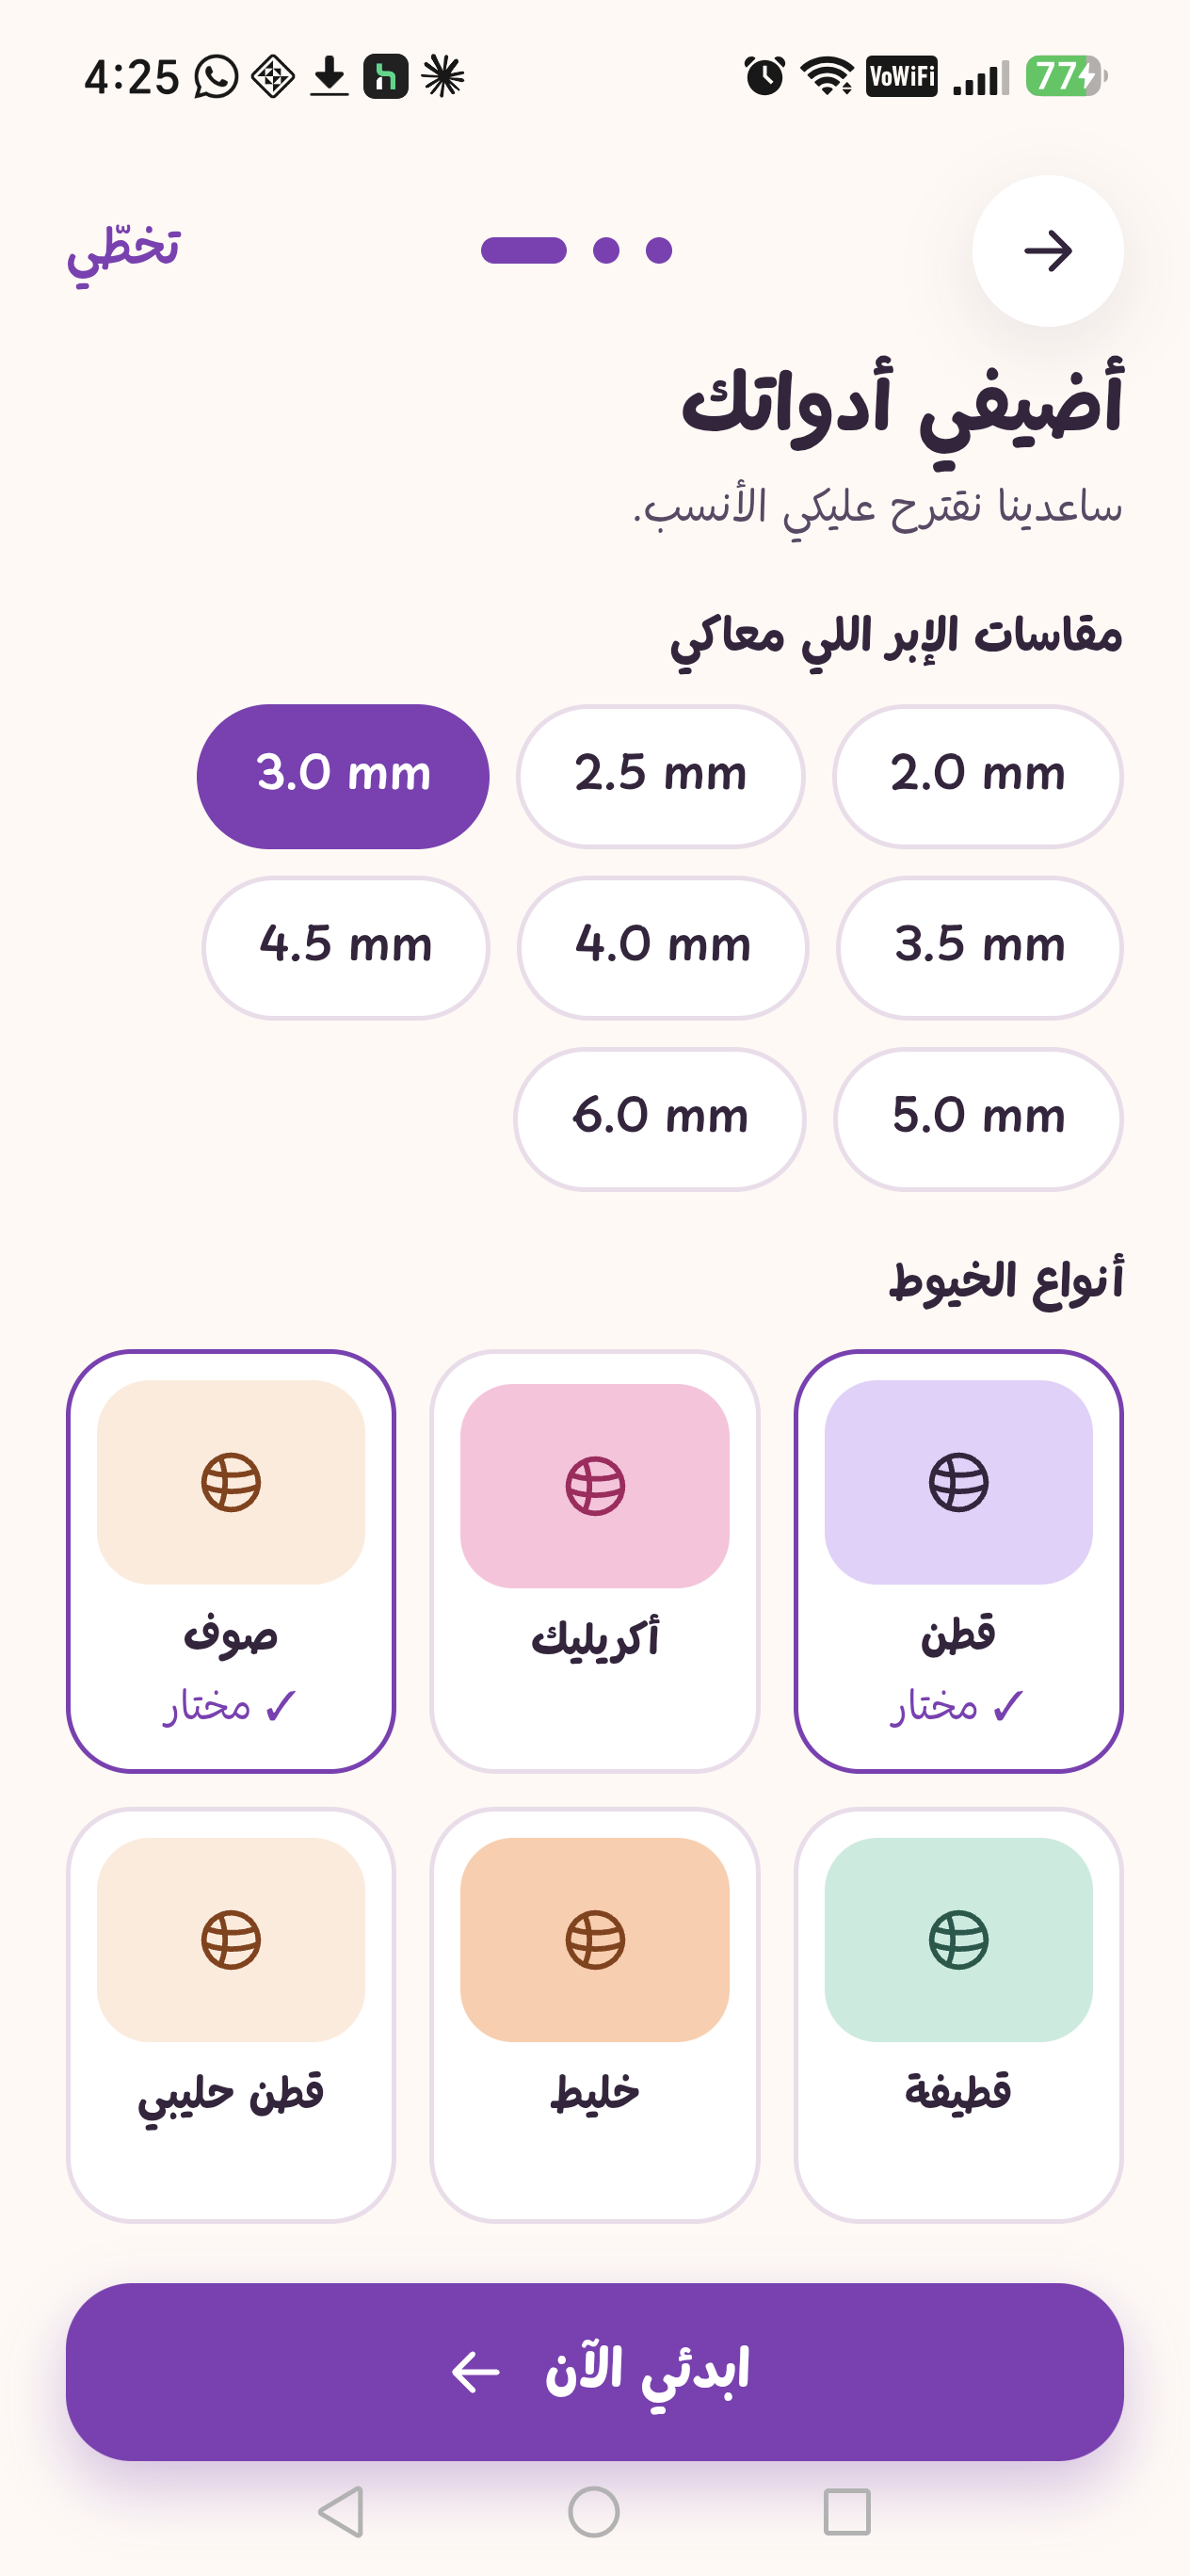 4:25
VoWiFi
77
تخطّي
أضيفي أدواتك
ساعدينا نقترح عليكي الأنسب.
مقاسات الإبر اللي معاكي
2.0 mm
2.5 mm
3.0 mm
3.5 mm
4.0 mm
4.5 mm
5.0 mm
6.0 mm
أنواع الخيوط
قطن
✓ مختار
أكريليك
صوف
✓ مختار
قطيفة
خليط
قطن حليبي
ابدئي الآن